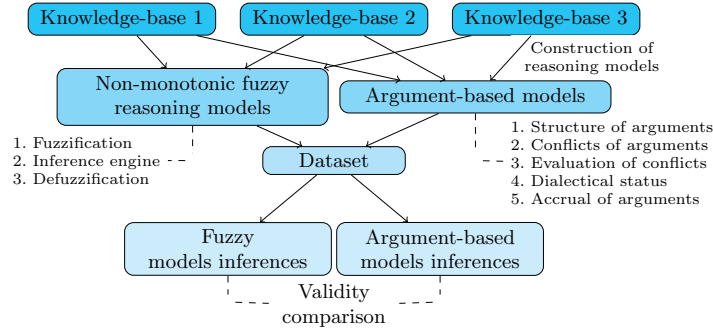 Knowledge-base 1
Knowledge-base 2
Knowledge-base 3
Construction of
reasoning models
Non-monotonic fuzzy
reasoning models
Argument-based models
1. Fuzzification
2. Inference engine
3. Defuzzification
1. Structure of arguments
2. Conflicts of arguments
3. Evaluation of conflicts
4. Dialectical status
5. Accrual of arguments
Dataset
Fuzzy
models inferences
Argument-based
models inferences
Validity
comparison